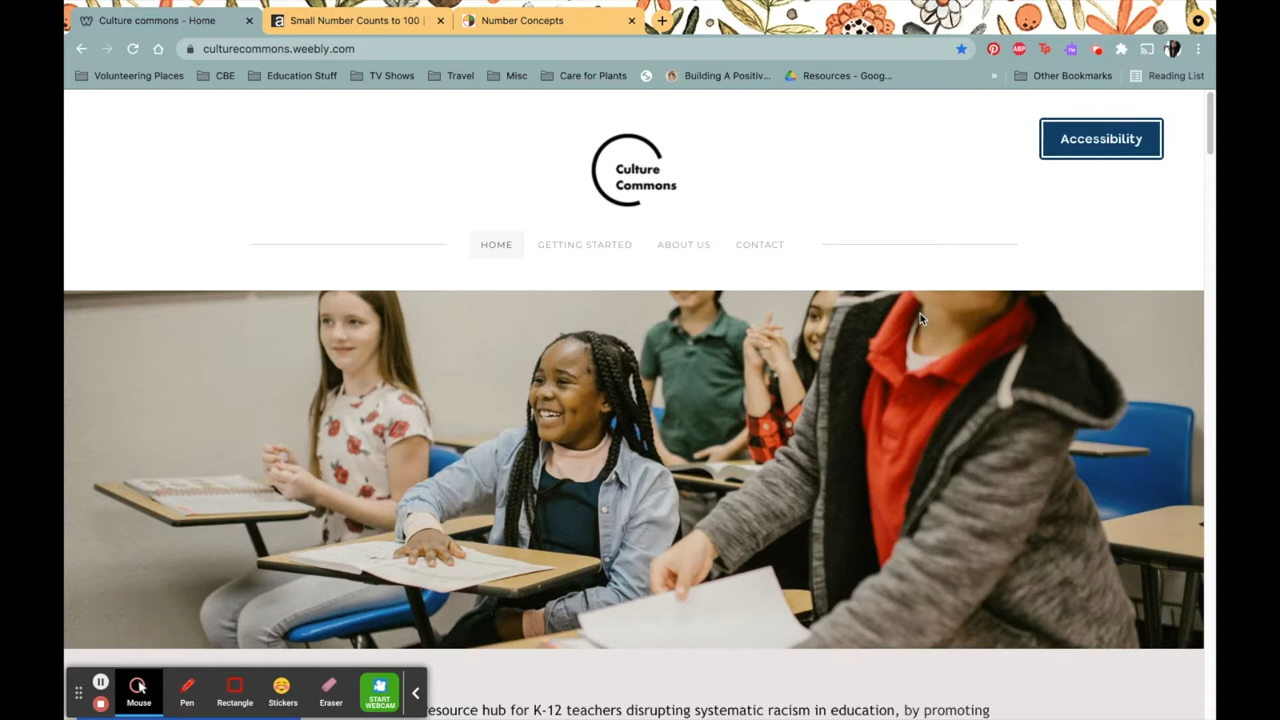 Culture commons - Home
Small Number Counts to 100 |
Number Concepts
culturecommons.weebly.com
Volunteering Places
CBE
Education Stuff
TV Shows
Travel
Misc
Care for Plants
Building A Positiv...
Resources - Goog...
»
Other Bookmarks
Reading List
Accessibility
Culture
Commons
HOME
GETTING STARTED
ABOUT US
CONTACT
Mouse
Pen
Rectangle
Stickers
Eraser
START
WEBCAM
resource hub for K-12 teachers disrupting systematic racism in education, by promoting